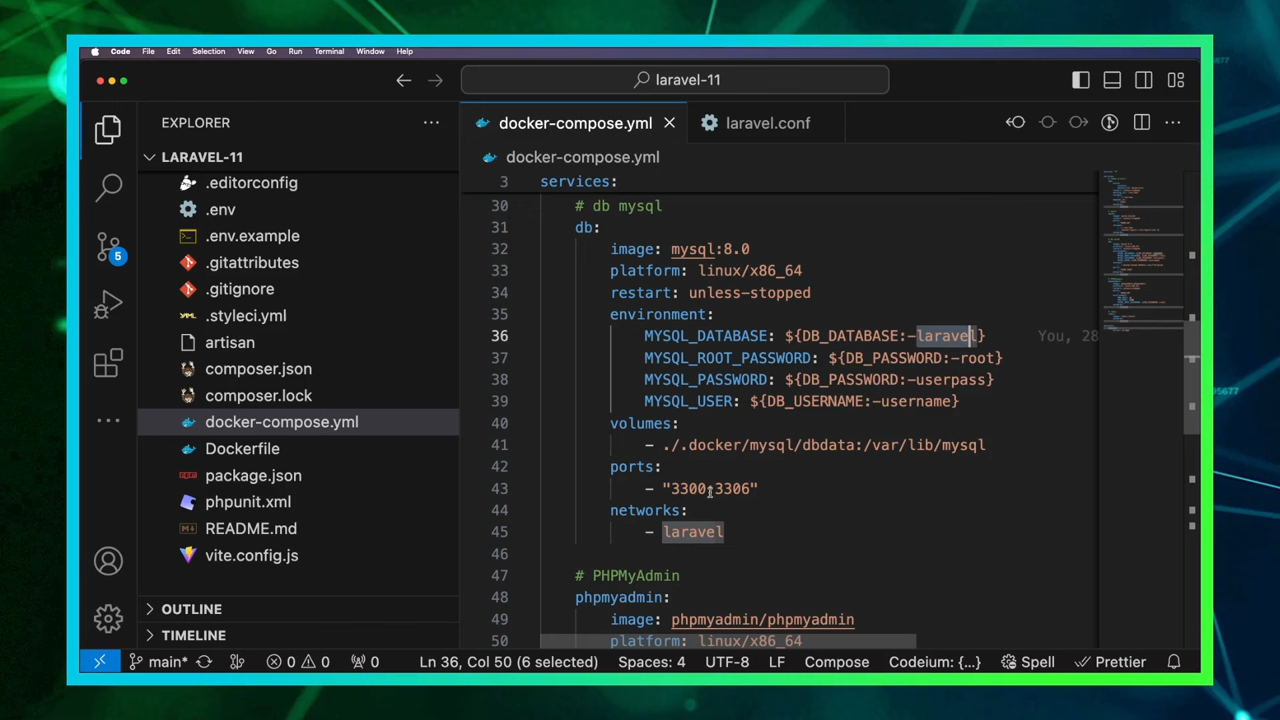 Code File Edit Selection View Go Run Terminal Window Help
laravel-11
EXPLORER
docker-compose.yml
laravel.conf
LARAVEL-11
docker-compose.yml
.editorconfig
.env
.env.example
.gitattributes
.gitignore
.styleci.yml
artisan
composer.json
composer.lock
docker-compose.yml
Dockerfile
package.json
phpunit.xml
README.md
vite.config.js
OUTLINE
TIMELINE
5
3 services:
30 # db mysql
31 db:
32 image: mysql:8.0
33 platform: linux/x86_64
34 restart: unless-stopped
35 environment:
36 MYSQL_DATABASE: ${DB_DATABASE:-laravel} You, 28
37 MYSQL_ROOT_PASSWORD: ${DB_PASSWORD:-root}
38 MYSQL_PASSWORD: ${DB_PASSWORD:-userpass}
39 MYSQL_USER: ${DB_USERNAME:-username}
40 volumes:
41 - ./.docker/mysql/dbdata:/var/lib/mysql
42 ports:
43 - "3300:3306"
44 networks:
45 - laravel
46
47 # PHPMyAdmin
48 phpmyadmin:
49 image: phpmyadmin/phpmyadmin
50 platform: linux/x86_64
main* 0 0 0 Ln 36, Col 50 (6 selected) Spaces: 4 UTF-8 LF Compose Codeium: {...} Spell Prettier